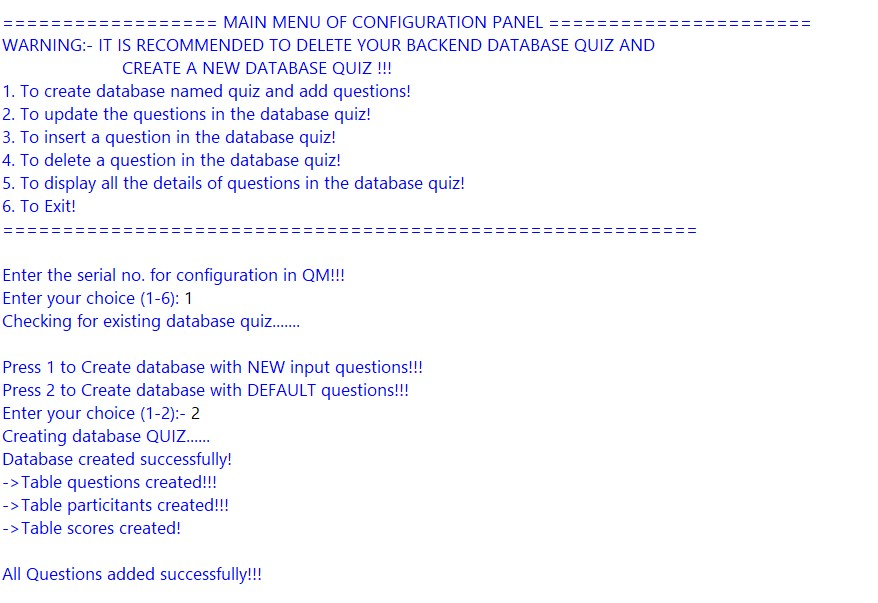 ================== MAIN MENU OF CONFIGURATION PANEL ======================
WARNING:- IT IS RECOMMENDED TO DELETE YOUR BACKEND DATABASE QUIZ AND
CREATE A NEW DATABASE QUIZ !!!
1. To create database named quiz and add questions!
2. To update the questions in the database quiz!
3. To insert a question in the database quiz!
4. To delete a question in the database quiz!
5. To display all the details of questions in the database quiz!
6. To Exit!
==========================================================
Enter the serial no. for configuration in QM!!!
Enter your choice (1-6): 1
Checking for existing database quiz.......
Press 1 to Create database with NEW input questions!!!
Press 2 to Create database with DEFAULT questions!!!
Enter your choice (1-2):- 2
Creating database QUIZ......
Database created successfully!
->Table questions created!!!
->Table particitants created!!!
->Table scores created!
All Questions added successfully!!!